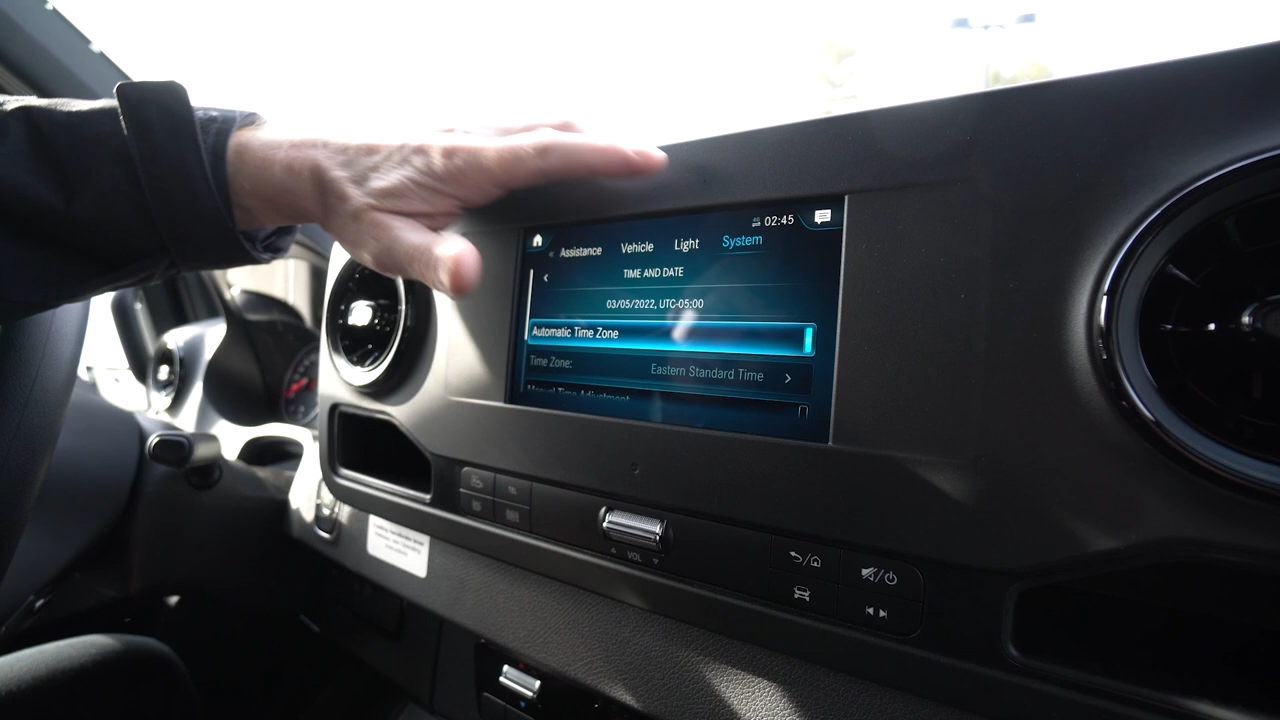 02:45
« Assistance Vehicle Light System
TIME AND DATE
03/05/2022, UTC-05:00
Automatic Time Zone
Time Zone: Eastern Standard Time
Manual Time Adjustment
VOL